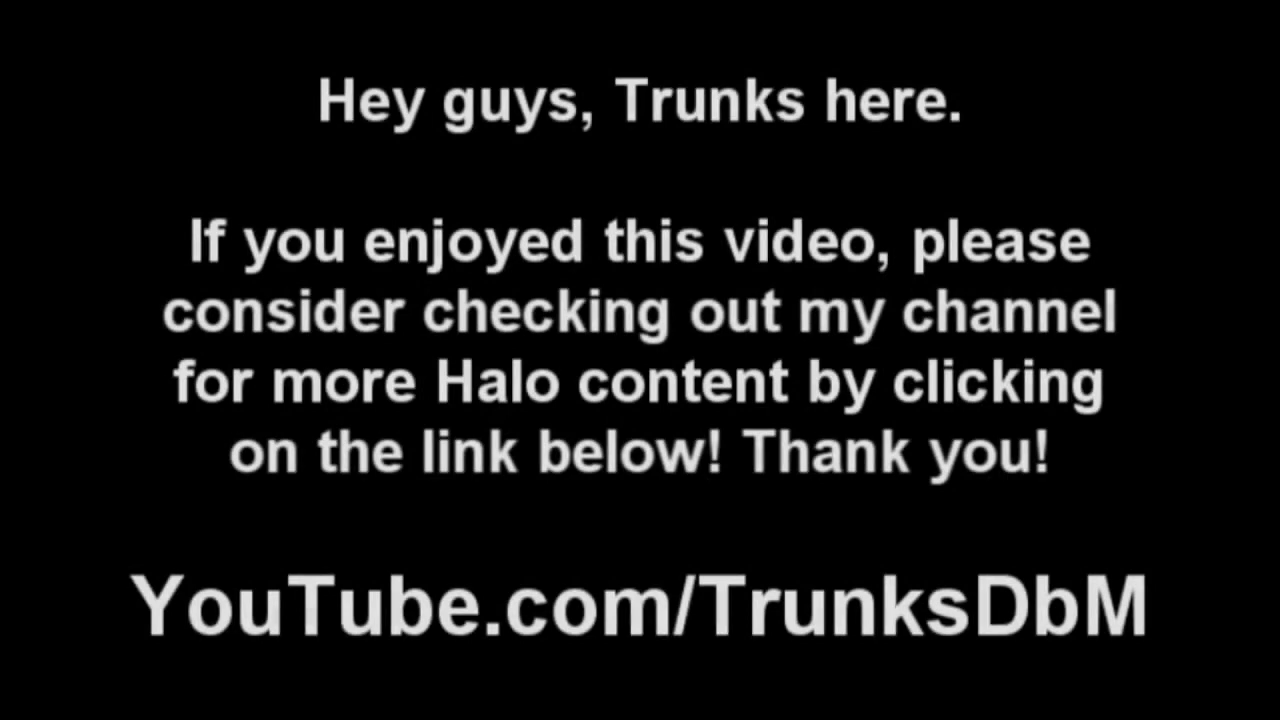 Hey guys, Trunks here.
If you enjoyed this video, please
consider checking out my channel
for more Halo content by clicking
on the link below! Thank you!
YouTube.com/TrunksDbM